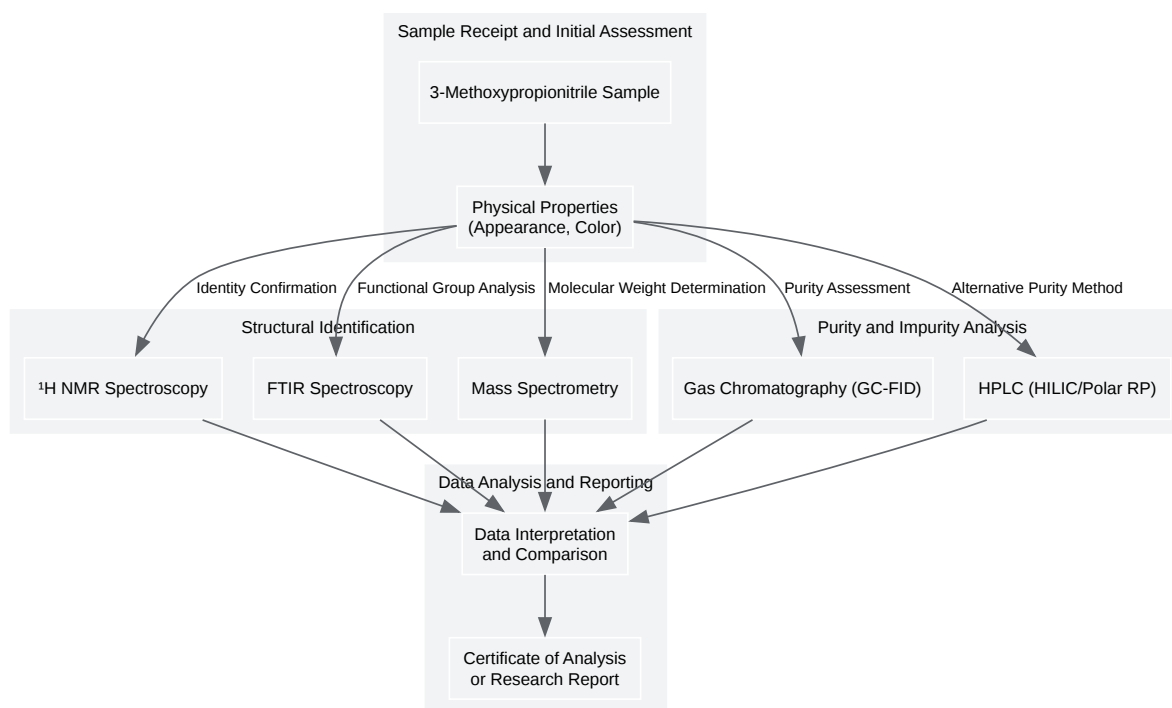 Sample Receipt and Initial Assessment
3-Methoxypropionitrile Sample
Physical Properties
(Appearance, Color)
Identity Confirmation
Functional Group Analysis
Molecular Weight Determination
Purity Assessment
Alternative Purity Method
Structural Identification
Purity and Impurity Analysis
¹H NMR Spectroscopy
FTIR Spectroscopy
Mass Spectrometry
Gas Chromatography (GC-FID)
HPLC (HILIC/Polar RP)
Data Analysis and Reporting
Data Interpretation
and Comparison
Certificate of Analysis
or Research Report